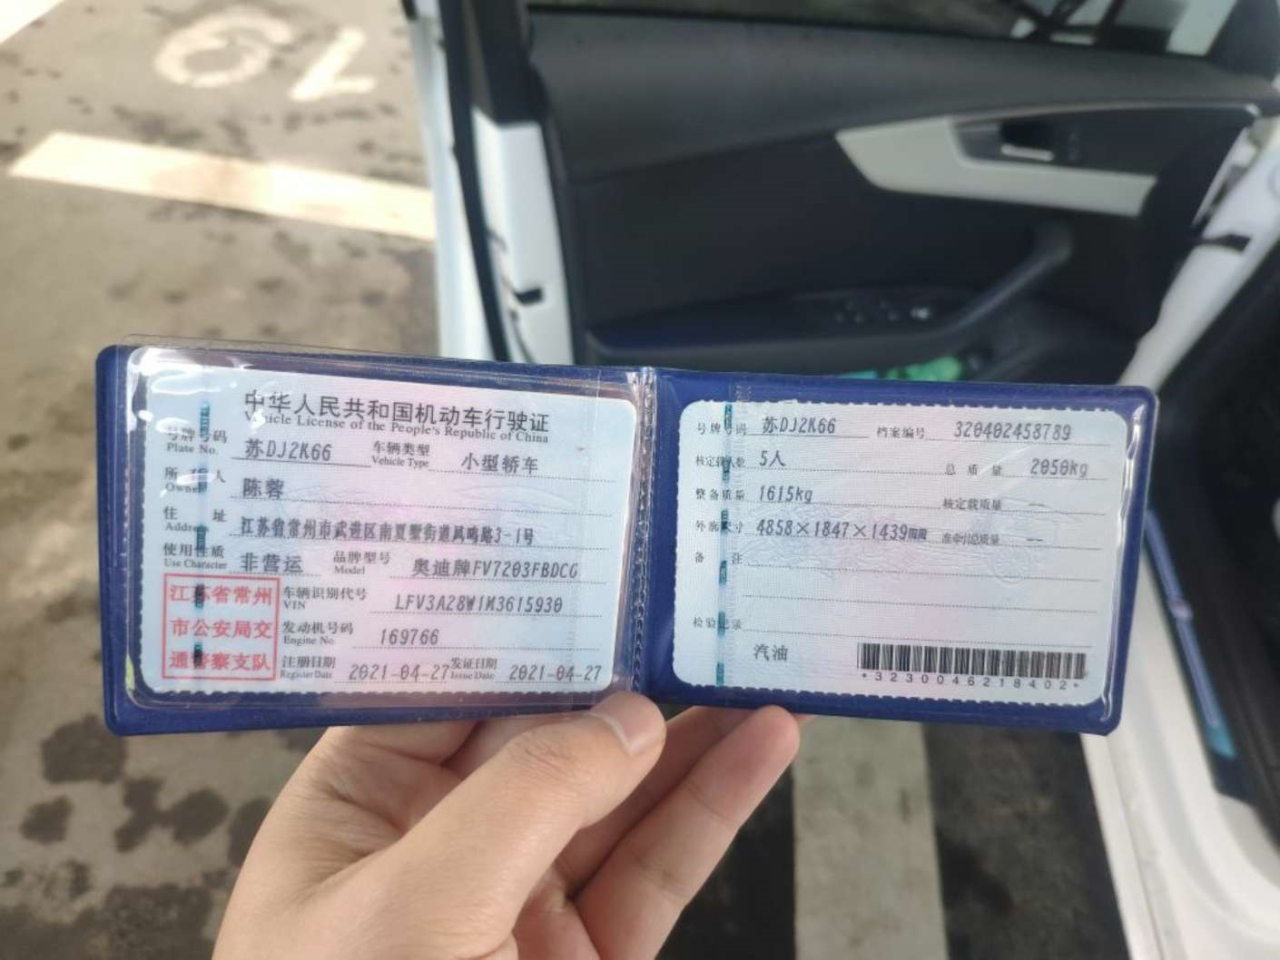 19
中华人民共和国机动车行驶证
Vehicle License of the People's Republic of China
号牌号码 苏DJ2K66 车辆类型 小型轿车
Plate No. Vehicle Type
所有人 陈蓉
Owner
住址 江苏省常州市武进区南夏墅街道凤鸣路3-1号
Address
使用性质 非营运 品牌型号 奥迪牌FV7203FBDCG
Use Character Model
江苏省常州
市公安局交
通警察支队
车辆识别代号 LFV3A28W1M3615930
VIN
发动机号码 169766
Engine No.
注册日期 2021-04-27 发证日期 2021-04-27
Register Date Issue Date
号牌号码 苏DJ2K66 档案编号 320402458789
核定载人数 5人 总质量 2050kg
整备质量 1615kg 核定载质量 --
外廓尺寸 4858×1847×1439mm 准牵引总质量 --
备注
检验记录
汽油
*3230046218402*